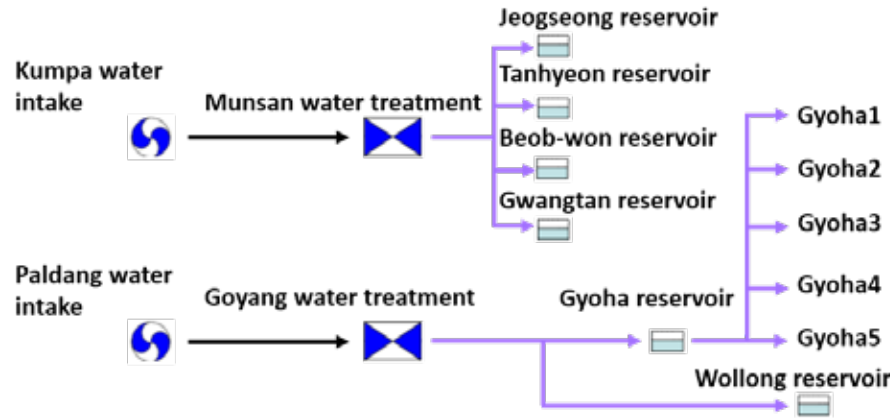 Jeogseong reservoir
Kumpa water
intake
Tanhyeon reservoir
Munsan water treatment
Gyoha1
Beob-won reservoir
Gyoha2
Gwangtan reservoir
Gyoha3
Paldang water
intake
Goyang water treatment
Gyoha reservoir
Gyoha4
Gyoha5
Wollong reservoir